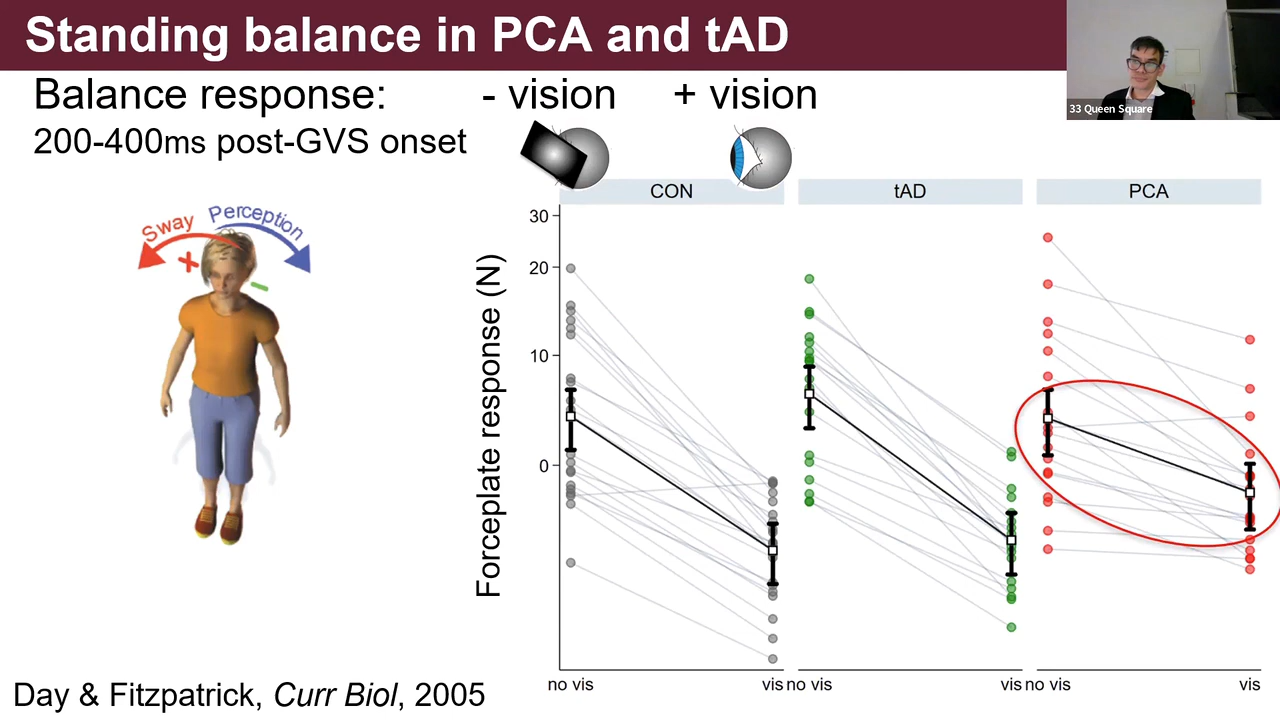 Standing balance in PCA and tAD
33 Queen Square
Balance response:
- vision
+ vision
200-400ms post-GVS onset
Sway
Perception
+
-
CON
tAD
PCA
Forceplate response (N)
30
20
10
0
no vis
vis
no vis
vis
no vis
vis
Day & Fitzpatrick, Curr Biol, 2005